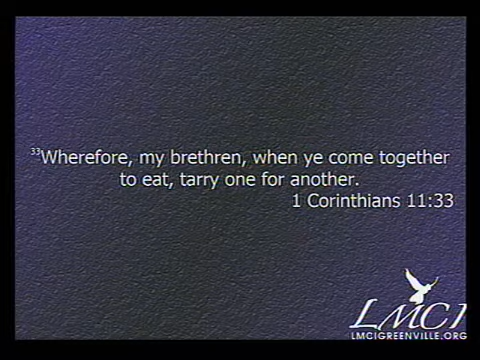 33Wherefore, my brethren, when ye come together
to eat, tarry one for another.
1 Corinthians 11:33
LMCI
LMCIGREENVILLE.ORG